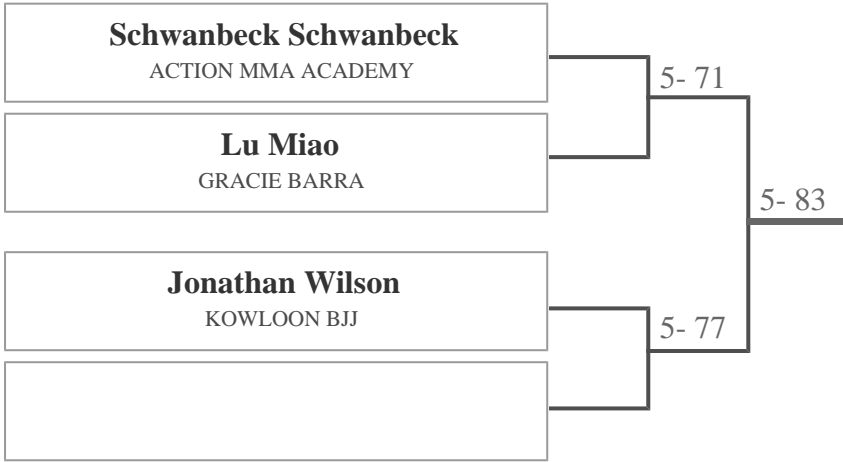 Schwanbeck Schwanbeck
ACTION MMA ACADEMY
5- 71
Lu Miao
GRACIE BARRA
5- 83
Jonathan Wilson
KOWLOON BJJ
5- 77